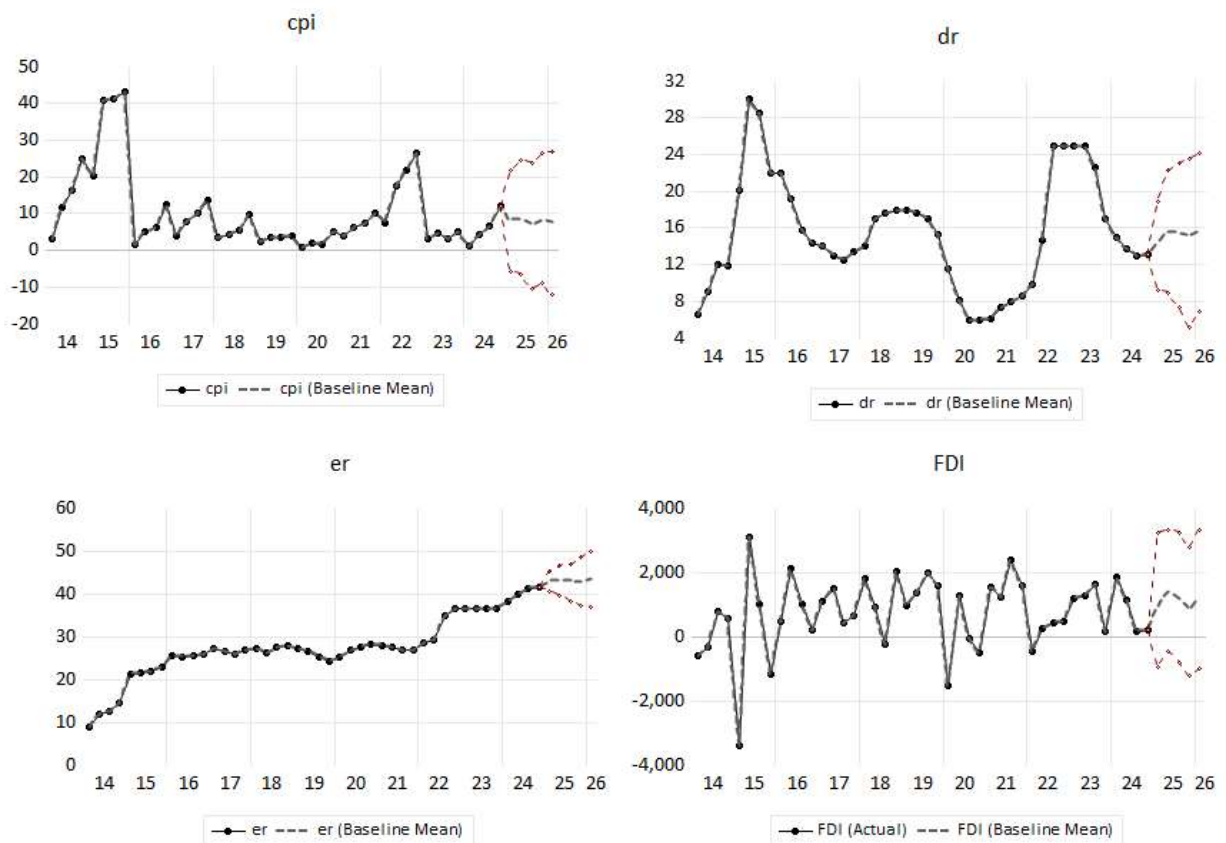 cpi
50
40
30
20
10
0
-10
-20
14 15 16 17 18 19 20 21 22 23 24 25 26
cpi cpi (Baseline Mean)
dr
32
28
24
20
16
12
8
4
14 15 16 17 18 19 20 21 22 23 24 25 26
dr dr (Baseline Mean)
er
60
50
40
30
20
10
0
14 15 16 17 18 19 20 21 22 23 24 25 26
er er (Baseline Mean)
FDI
4,000
2,000
0
-2,000
-4,000
14 15 16 17 18 19 20 21 22 23 24 25 26
FDI (Actual) FDI (Baseline Mean)